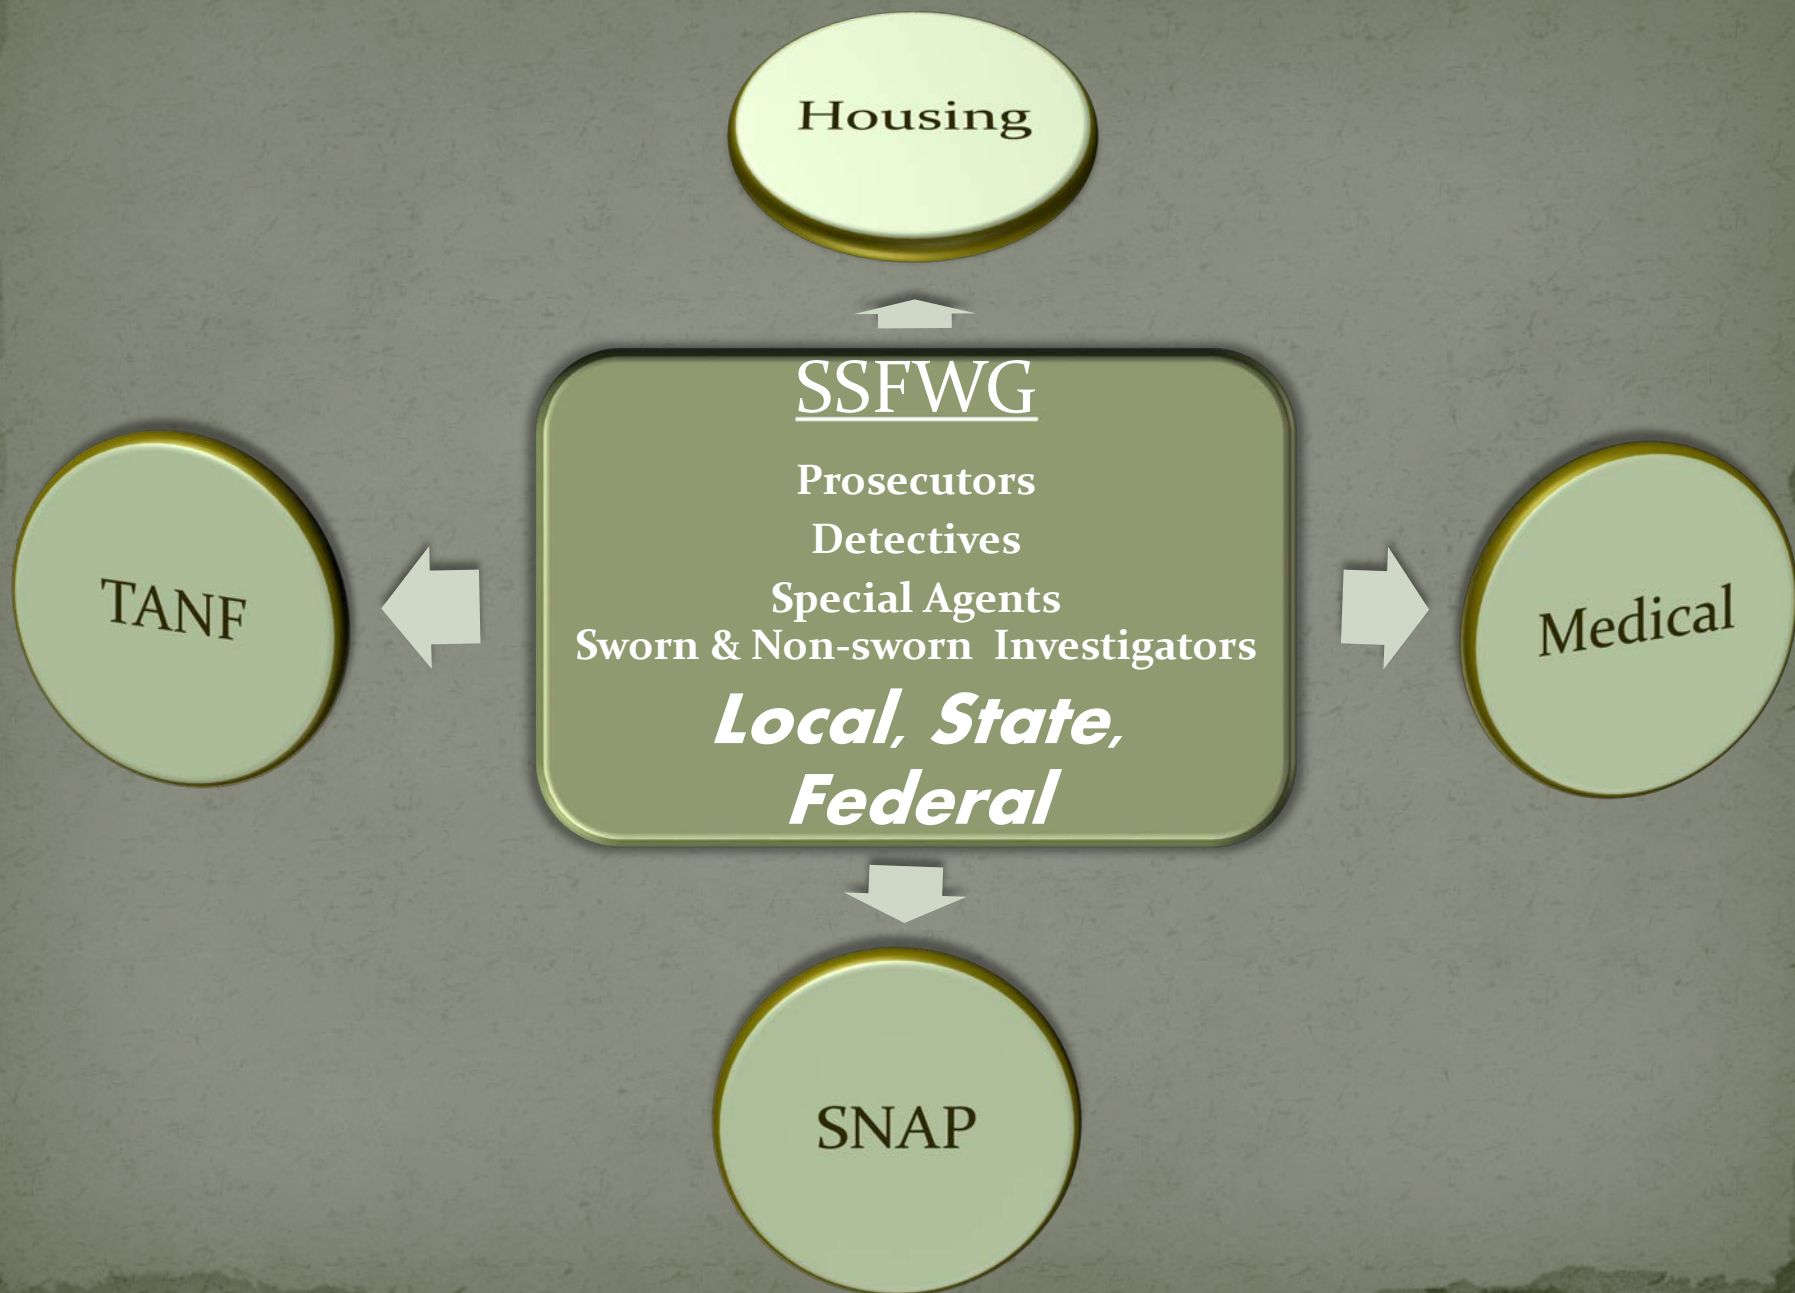 Housing
SSFWG
Prosecutors
Detectives
Special Agents
Sworn & Non-sworn Investigators
Local, State,
Federal
TANF
Medical
SNAP